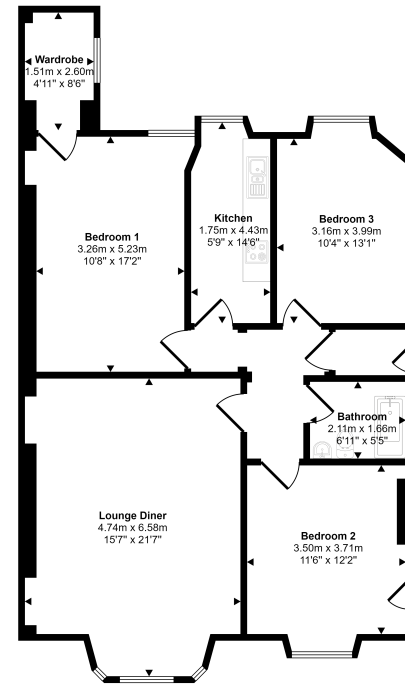 Wardrobe
1.51m x 2.60m
4'11" x 8'6"
Bedroom 1
3.26m x 5.23m
10'8" x 17'2"
Kitchen
1.75m x 4.43m
5'9" x 14'6"
Bedroom 3
3.16m x 3.99m
10'4" x 13'1"
Bathroom
2.11m x 1.66m
6'11" x 5'5"
Lounge Diner
4.74m x 6.58m
15'7" x 21'7"
Bedroom 2
3.50m x 3.71m
11'6" x 12'2"